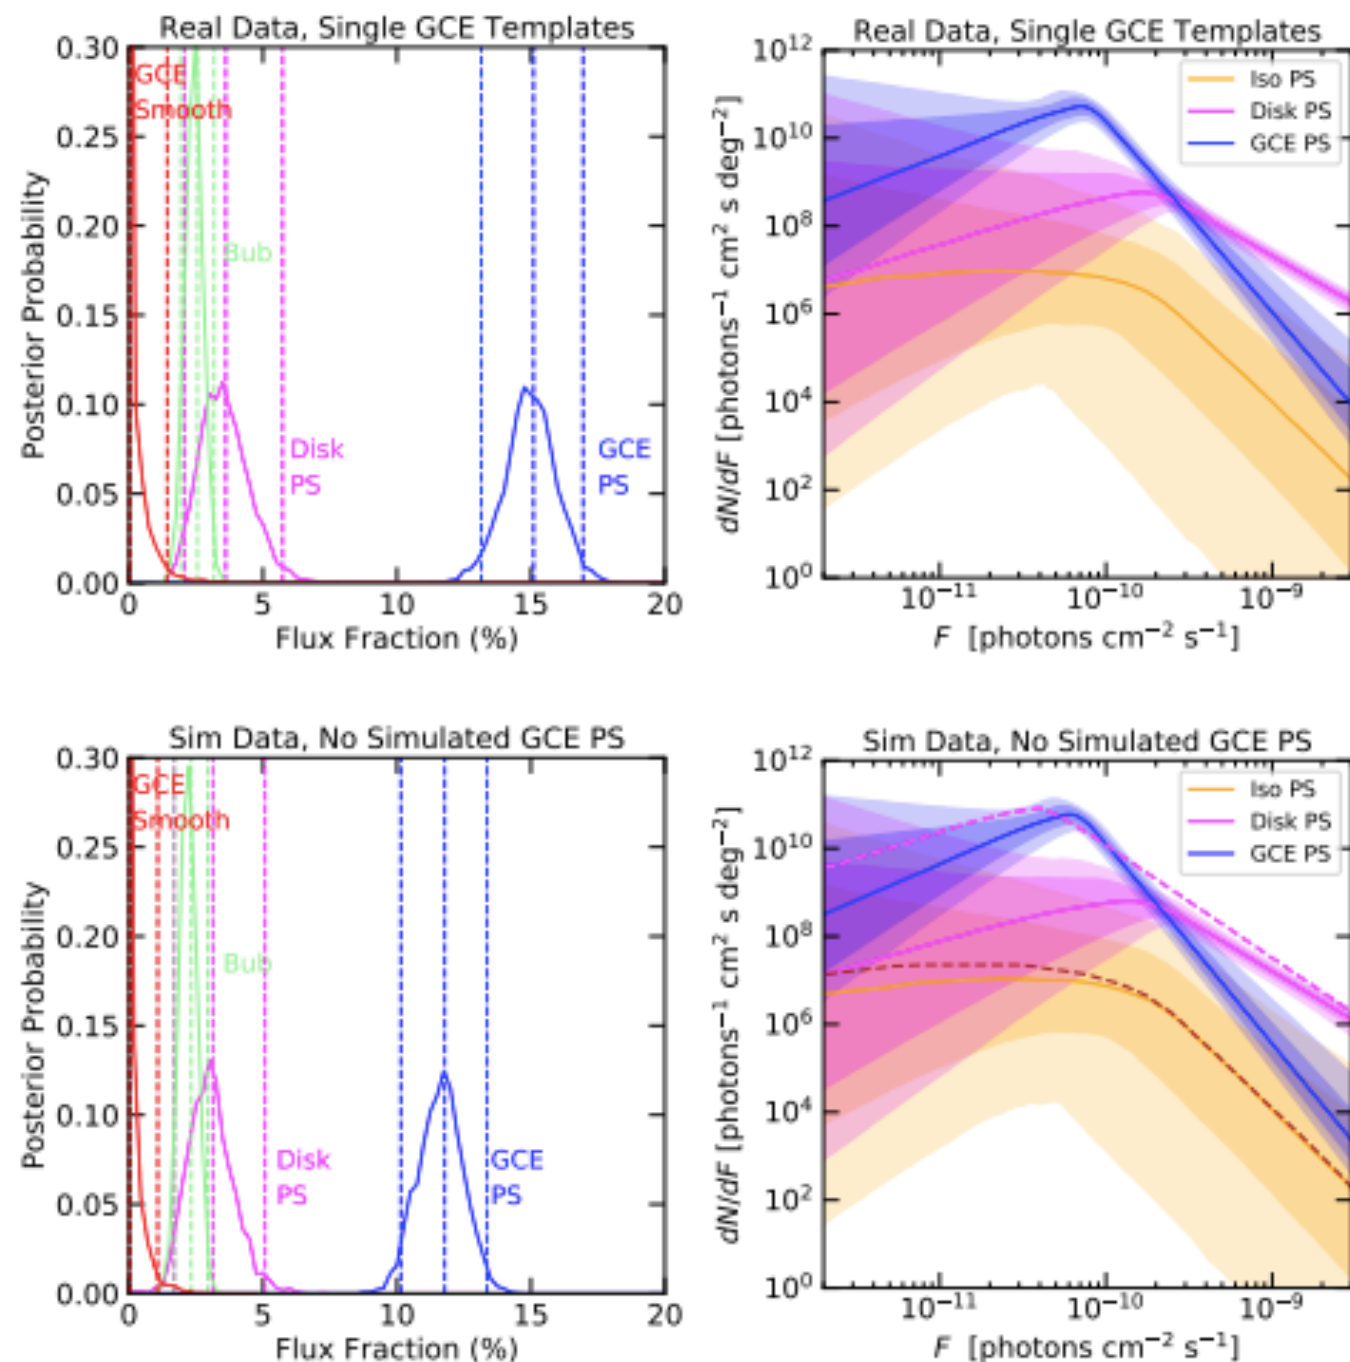 Real Data, Single GCE Templates
0.30
0.25
0.20
0.15
0.10
0.05
0.00
Posterior Probability
GCE
Smooth
Bub
Disk
PS
GCE
PS
0 5 10 15 20
Flux Fraction (%)
Real Data, Single GCE Templates
10¹²
10¹⁰
10⁸
10⁶
10⁴
10²
10⁰
dN/dF [photons⁻¹ cm² s deg⁻²]
Iso PS
Disk PS
GCE PS
10⁻¹¹ 10⁻¹⁰ 10⁻⁹
F [photons cm⁻² s⁻¹]
Sim Data, No Simulated GCE PS
0.30
0.25
0.20
0.15
0.10
0.05
0.00
Posterior Probability
GCE
Smooth
Bub
Disk
PS
GCE
PS
0 5 10 15 20
Flux Fraction (%)
Sim Data, No Simulated GCE PS
10¹²
10¹⁰
10⁸
10⁶
10⁴
10²
10⁰
dN/dF [photons⁻¹ cm² s deg⁻²]
Iso PS
Disk PS
GCE PS
10⁻¹¹ 10⁻¹⁰ 10⁻⁹
F [photons cm⁻² s⁻¹]